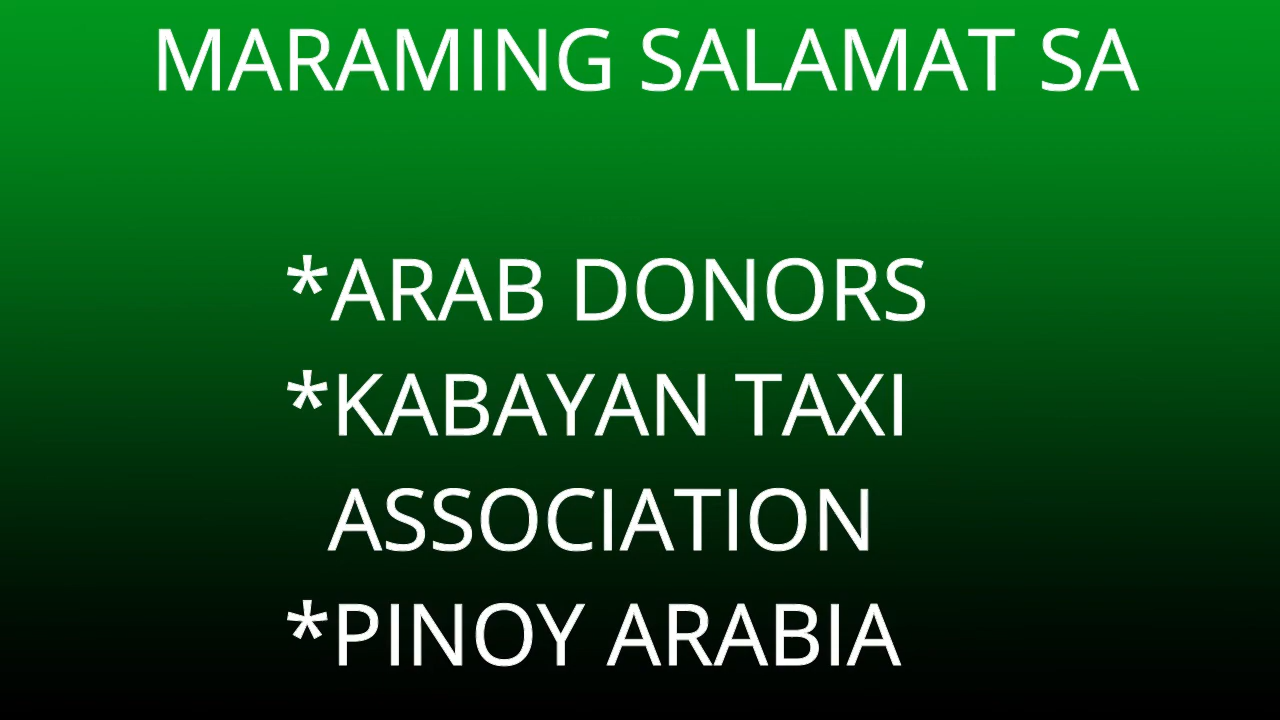 MARAMING SALAMAT SA
*ARAB DONORS
*KABAYAN TAXI
ASSOCIATION
*PINOY ARABIA